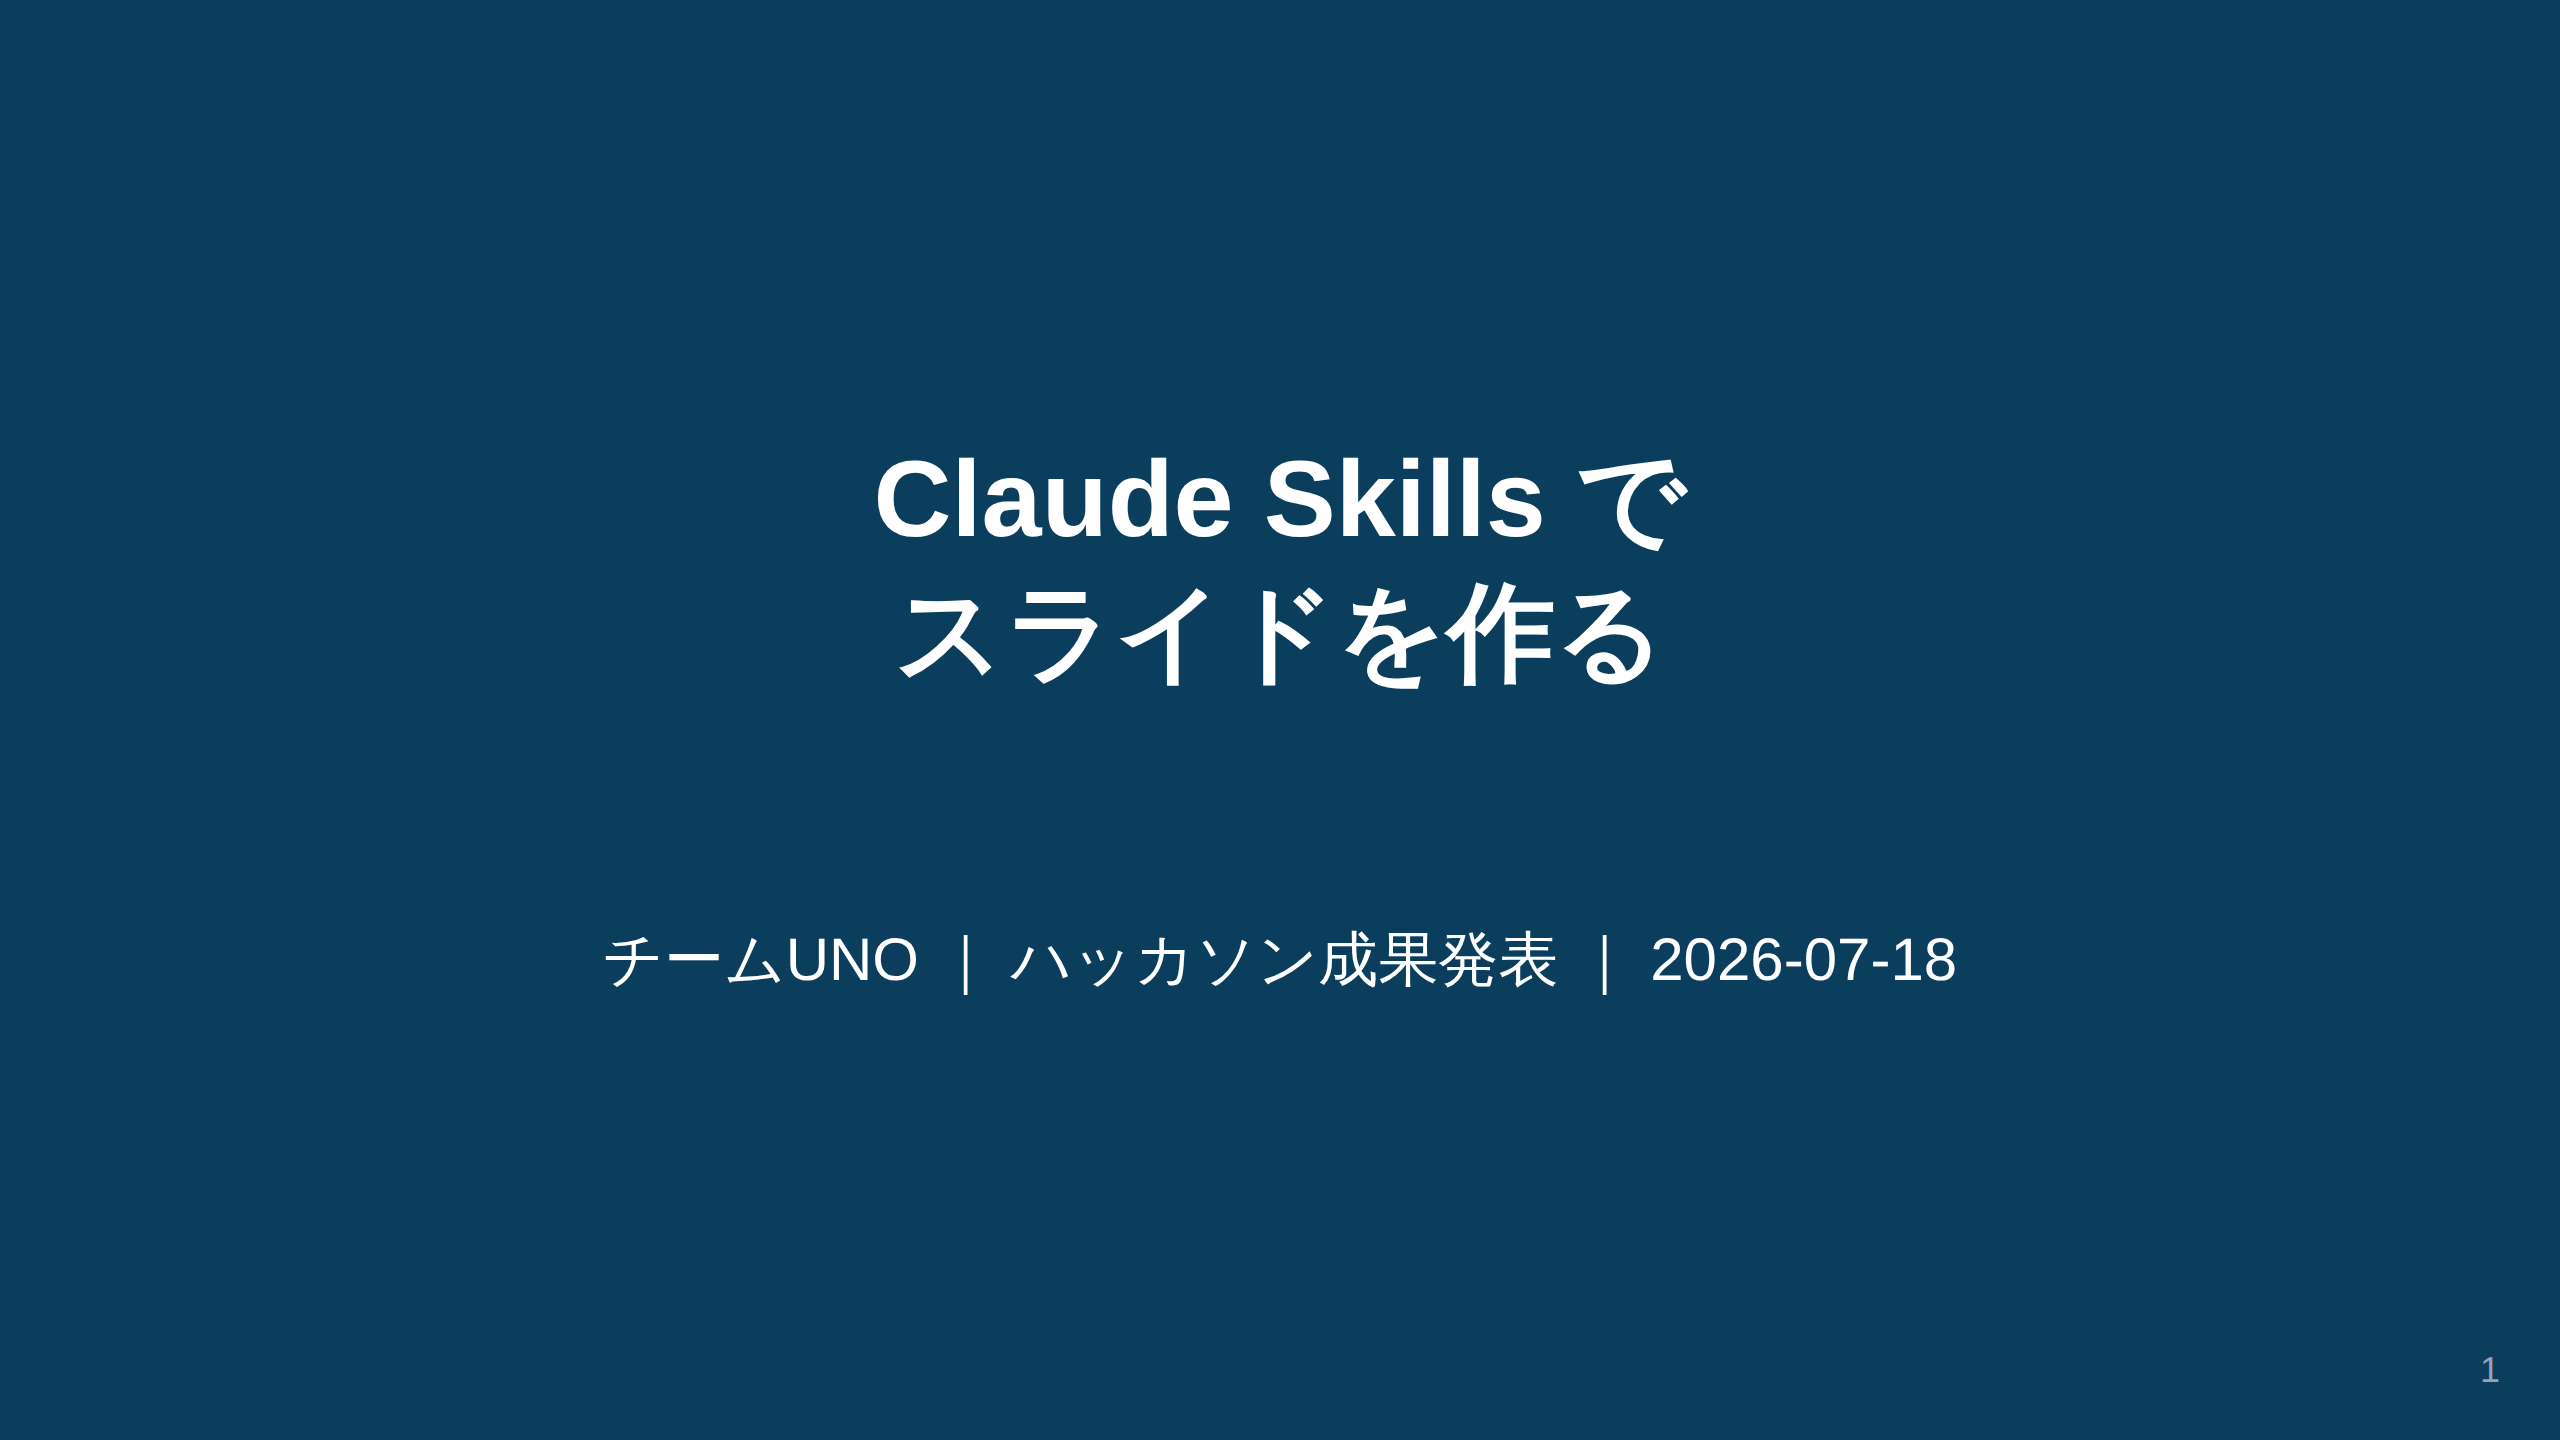 Claude Skills で
スライドを作る
チームUNO ｜ ハッカソン成果発表 ｜ 2026-07-18
1